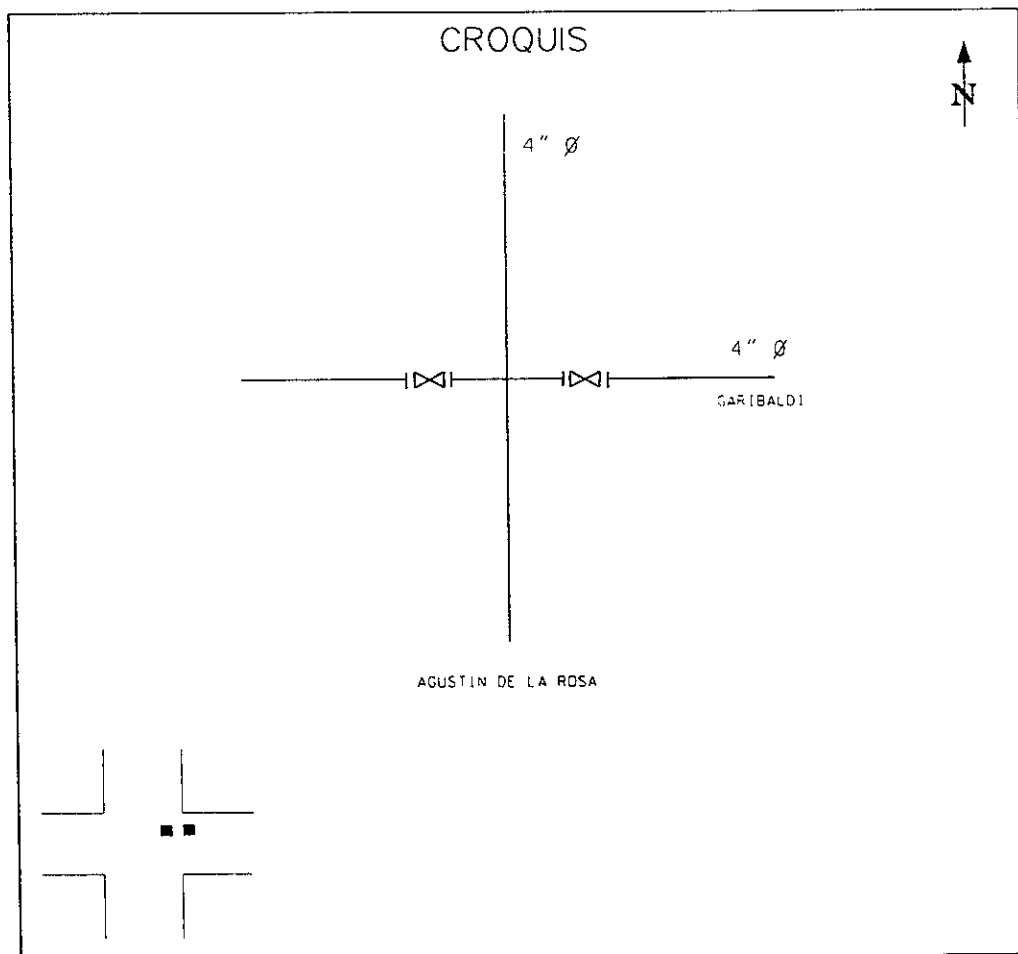 CROQUIS
N
4" Ø
4" Ø
GARIBALDI
AGUSTIN DE LA ROSA